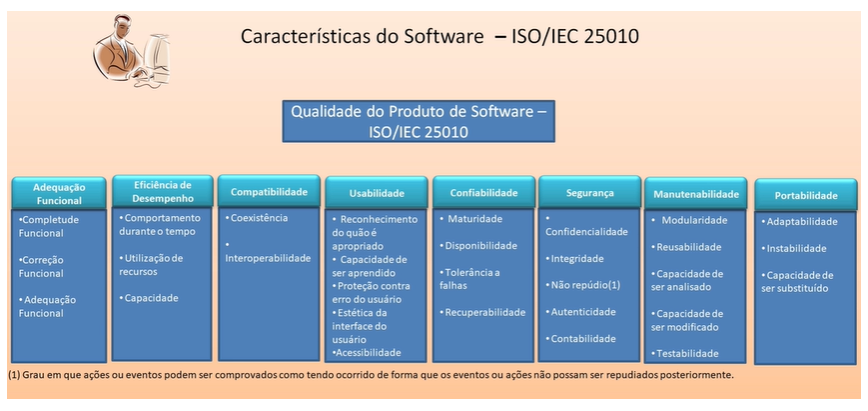 Características do Software – ISO/IEC 25010
Qualidade do Produto de Software –
ISO/IEC 25010
Adequação
Funcional
•Completude
Funcional
•Correção
Funcional
•Adequação
Funcional
Eficiência de
Desempenho
•Comportamento
durante o tempo
•Utilização de
recursos
•Capacidade
Compatibilidade
•Coexistência
•
Interoperabilidade
Usabilidade
• Reconhecimento
do quão é
apropriado
• Capacidade de
ser aprendido
•Proteção contra
erro do usuário
•Estética da
interface do
usuário
•Acessibilidade
Confiabilidade
• Maturidade
•Disponibilidade
•Tolerância a
falhas
•Recuperabilidade
Segurança
•
Confidencialidade
•Integridade
•Não repúdio(1)
•Autenticidade
•Contabilidade
Manutenabilidade
• Modularidade
•Reusabilidade
•Capacidade de
ser analisado
•Capacidade de
ser modificado
•Testabilidade
Portabilidade
•Adaptabilidade
•Instabilidade
•Capacidade de
ser substituído
(1) Grau em que ações ou eventos podem ser comprovados como tendo ocorrido de forma que os eventos ou ações não possam ser repudiados posteriormente.